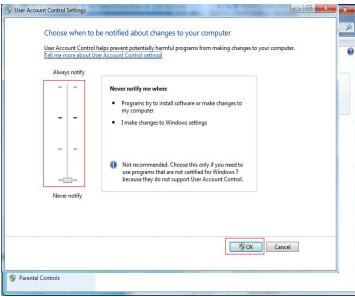 User Account Control Settings
Choose when to be notified about changes to your computer
User Account Control helps prevent potentially harmful programs from making changes to your computer.
Tell me more about User Account Control settings
Always notify
Never notify me when:
Programs try to install software or make changes to
my computer
I make changes to Windows settings
Not recommended. Choose this only if you need to
use programs that are not certified for Windows 7
because they do not support User Account Control.
Never notify
OK
Cancel
Parental Controls